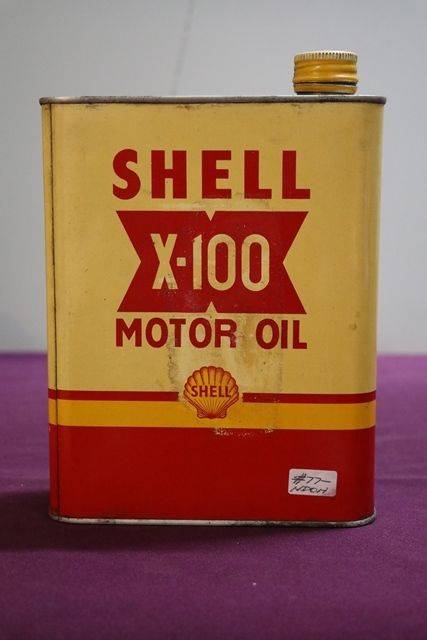 SHELL
X-100
MOTOR OIL
SHELL
#77-